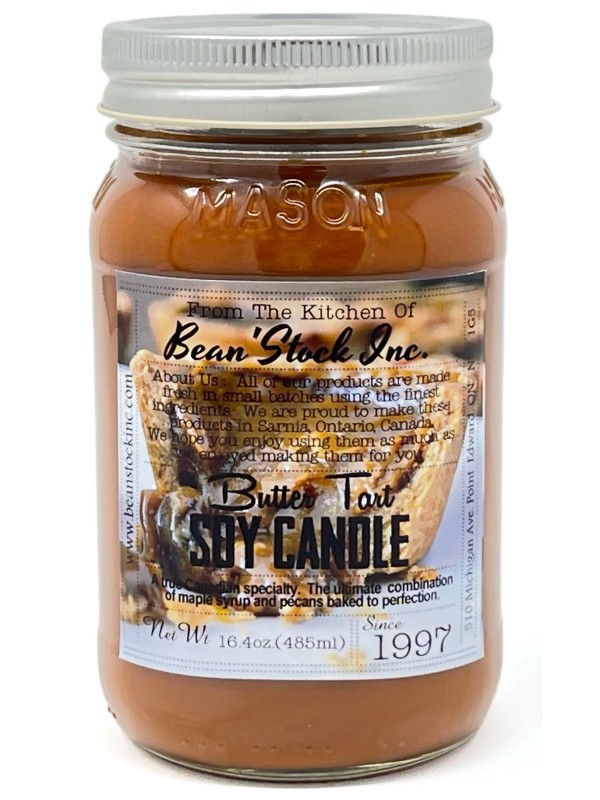 MASON
From The Kitchen Of
Bean'Stock Inc.
About Us : All of our products are made
fresh in small batches using the finest
ingredients. We are proud to make these
products in Sarnia, Ontario, Canada.
We hope you enjoy using them as much as
we enjoyed making them for you.
Butter Tart
SOY CANDLE
A true Canadian specialty. The ultimate combination
of maple syrup and pecans baked to perfection.
Net Wt 16.4oz.(485ml)
Since
1997
www.beanstockinc.com
510 Michigan Ave. Point Edward ON N 1G5